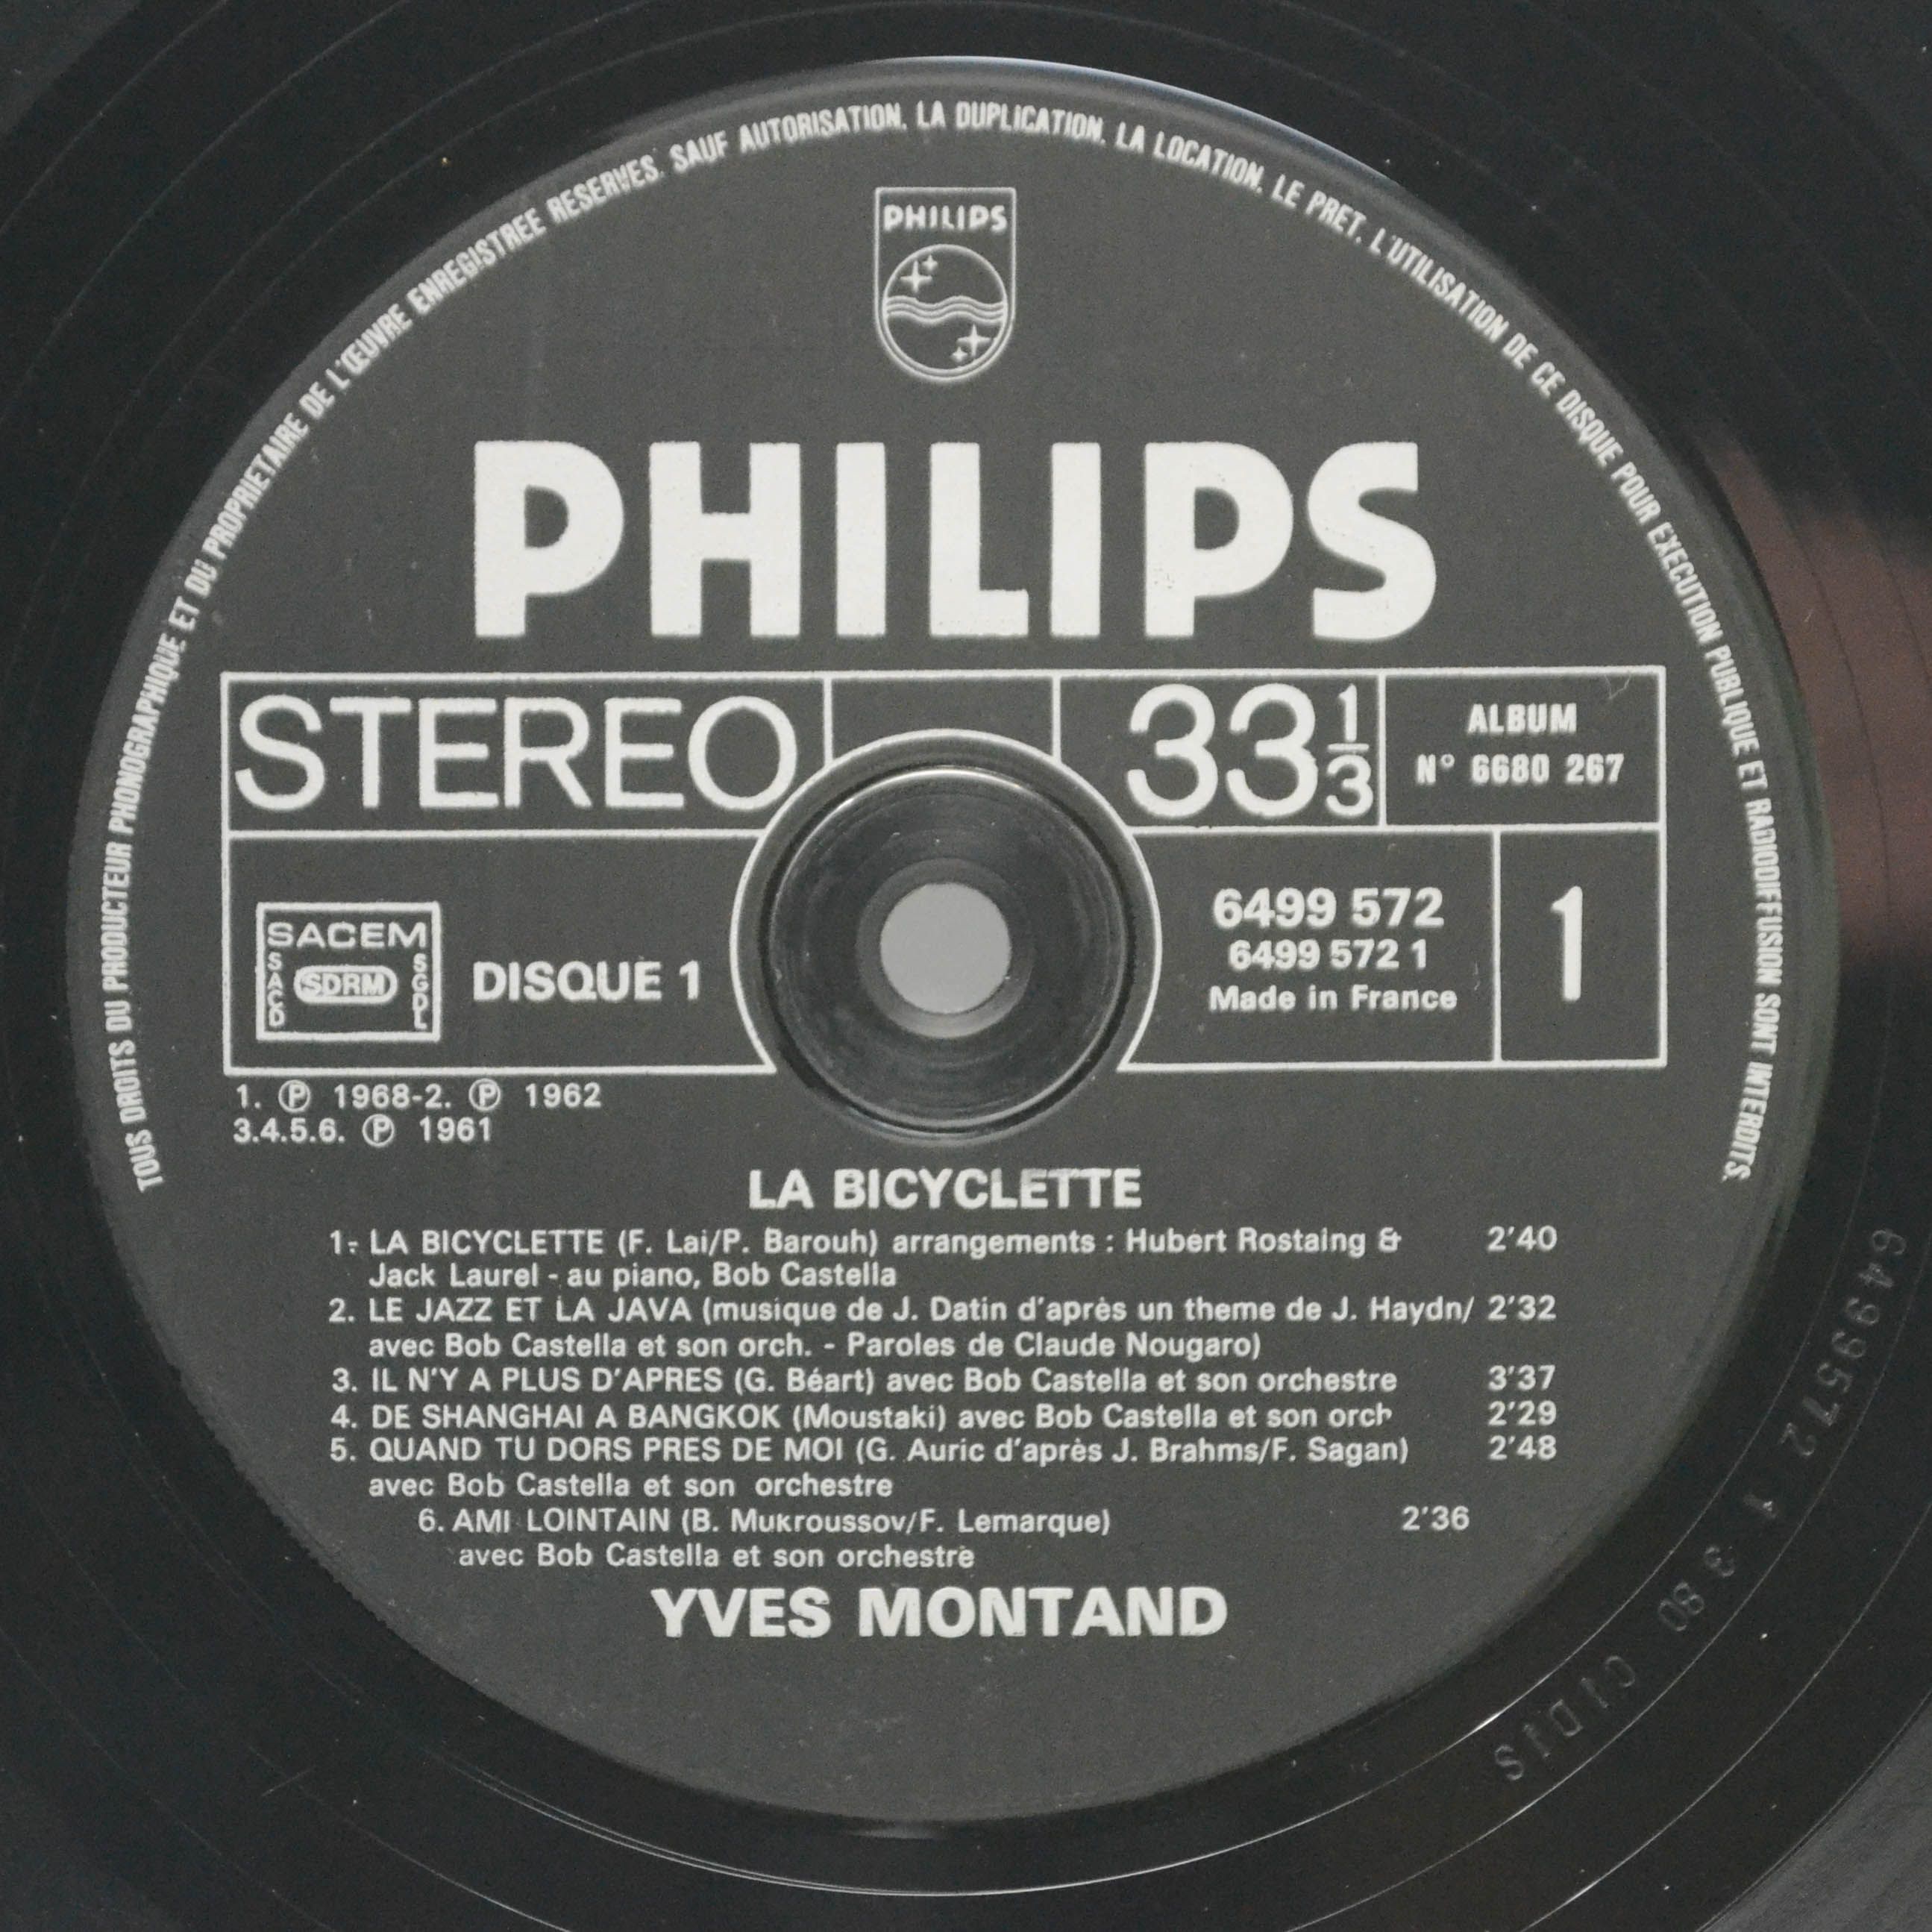 TOUS DROITS DU PRODUCTEUR PHONOGRAPHIQUE ET DU PROPRIETAIRE DE L'ŒUVRE ENREGISTREE RESERVES. SAUF AUTORISATION, LA DUPLICATION, LA LOCATION, LE PRET, L'UTILISATION DE CE DISQUE POUR EXECUTION PUBLIQUE ET RADIODIFFUSION SONT INTERDITS.
PHILIPS
PHILIPS
STEREO
33 1/3
ALBUM
N° 6680 267
SACEM
SACD
SDRM
SGDL
DISQUE 1
6499 572
6499 572 1
Made in France
1
1. Ⓟ 1968-2. Ⓟ 1962
3.4.5.6. Ⓟ 1961
LA BICYCLETTE
1- LA BICYCLETTE (F. Lai/P. Barouh) arrangements : Hubert Rostaing & 2'40
Jack Laurel - au piano, Bob Castella
2. LE JAZZ ET LA JAVA (musique de J. Datin d'après un theme de J. Haydn/ 2'32
avec Bob Castella et son orch. - Paroles de Claude Nougaro)
3. IL N'Y A PLUS D'APRES (G. Béart) avec Bob Castella et son orchestre 3'37
4. DE SHANGHAI A BANGKOK (Moustaki) avec Bob Castella et son orch 2'29
5. QUAND TU DORS PRES DE MOI (G. Auric d'après J. Brahms/F. Sagan) 2'48
avec Bob Castella et son orchestre
6. AMI LOINTAIN (B. Mukroussov/F. Lemarque) 2'36
avec Bob Castella et son orchestre
YVES MONTAND
6499572 1 380 CIDIS